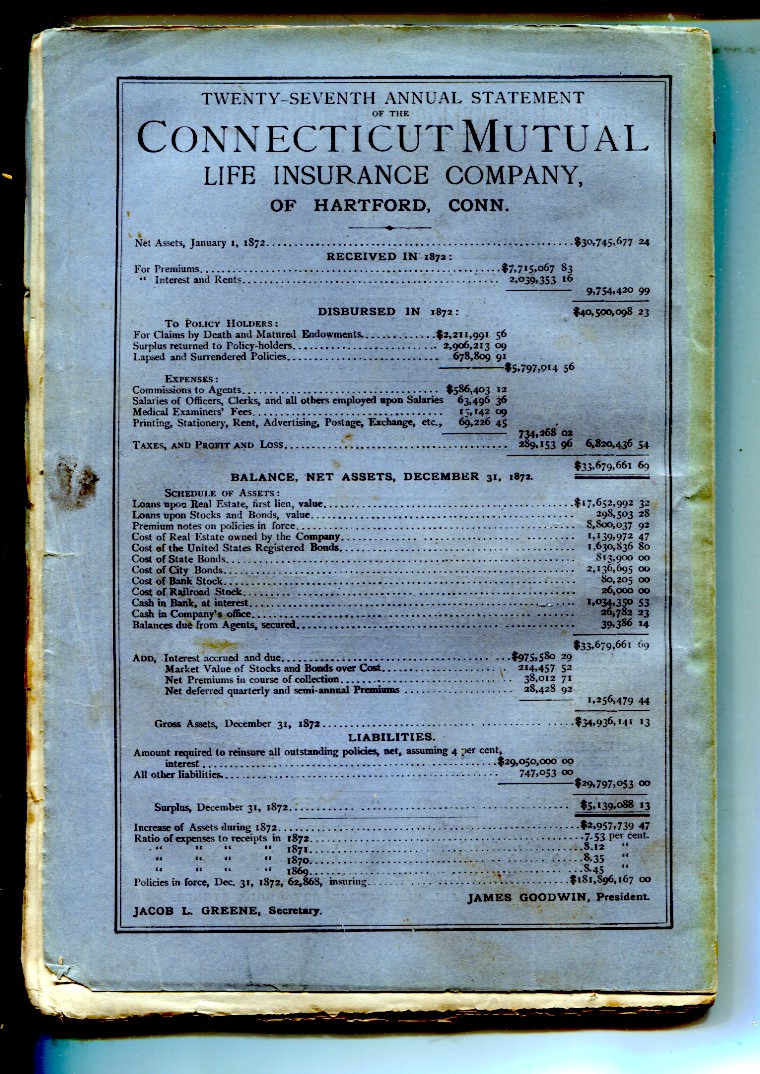 TWENTY-SEVENTH ANNUAL STATEMENT
OF THE
CONNECTICUT MUTUAL
LIFE INSURANCE COMPANY,
OF HARTFORD, CONN.
Net Assets, January 1, 1872 $30,745,677 24
RECEIVED IN 1872:
For Premiums $7,715,067 83
" Interest and Rents 2,039,353 16
9,754,420 99
$40,500,098 23
DISBURSED IN 1872:
TO POLICY HOLDERS:
For Claims by Death and Matured Endowments $2,211,991 56
Surplus returned to Policy-holders 2,906,213 09
Lapsed and Surrendered Policies 678,809 91
$5,797,014 56
EXPENSES:
Commissions to Agents $586,403 12
Salaries of Officers, Clerks, and all others employed upon Salaries 63,496 36
Medical Examiners' Fees 15,142 09
Printing, Stationery, Rent, Advertising, Postage, Exchange, etc., 69,226 45
734,268 02
TAXES, AND PROFIT AND LOSS 289,153 96 6,820,436 54
$33,679,661 69
BALANCE, NET ASSETS, DECEMBER 31, 1872.
SCHEDULE OF ASSETS:
Loans upon Real Estate, first lien, value $17,652,992 32
Loans upon Stocks and Bonds, value 298,503 28
Premium notes on policies in force 8,800,037 92
Cost of Real Estate owned by the Company 1,139,972 47
Cost of the United States Registered Bonds 1,630,836 80
Cost of State Bonds 813,900 00
Cost of City Bonds 2,136,695 00
Cost of Bank Stock 80,205 00
Cost of Railroad Stock 26,000 00
Cash in Bank, at interest 1,034,350 53
Cash in Company's office 26,782 23
Balances due from Agents, secured 39,386 14
$33,679,661 69
ADD, Interest accrued and due $975,580 29
Market Value of Stocks and Bonds over Cost 214,457 52
Net Premiums in course of collection 38,012 71
Net deferred quarterly and semi-annual Premiums 28,428 92
1,256,479 44
Gross Assets, December 31, 1872 $34,936,141 13
LIABILITIES.
Amount required to reinsure all outstanding policies, net, assuming 4 per cent,
interest $29,050,000 00
All other liabilities 747,053 00
$29,797,053 00
Surplus, December 31, 1872 $5,139,088 13
Increase of Assets during 1872 $2,957,739 47
Ratio of expenses to receipts in 1872 7.53 per cent.
" " " " 1871 8.12 "
" " " " 1870 8.35 "
" " " " 1869 8.45 "
Policies in force, Dec. 31, 1872, 62,868, insuring $181,896,167 00
JAMES GOODWIN, President.
JACOB L. GREENE, Secretary.